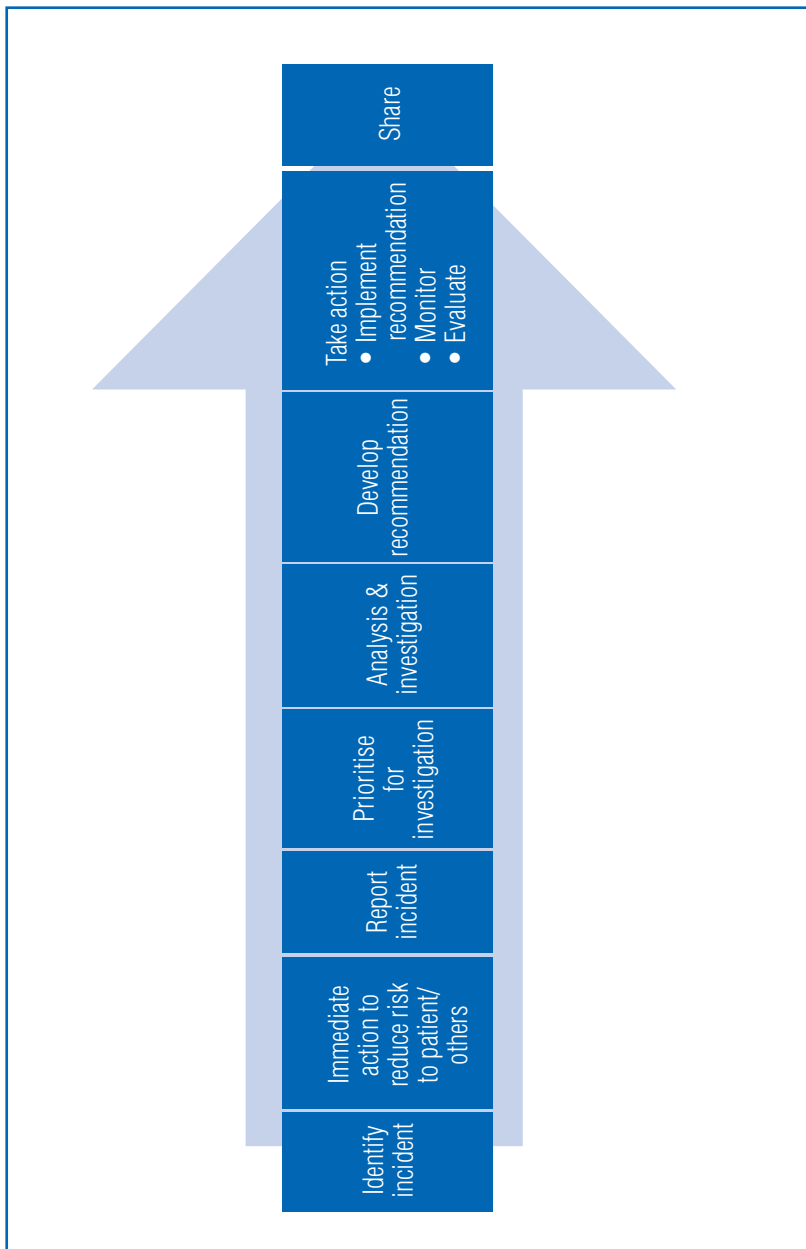 Identify
incident
Immediate
action to
reduce risk
to patient/
others
Report
incident
Prioritise
for
investigation
Analysis &
investigation
Develop
recommendation
Take action
• Implement
recommendation
• Monitor
• Evaluate
Share